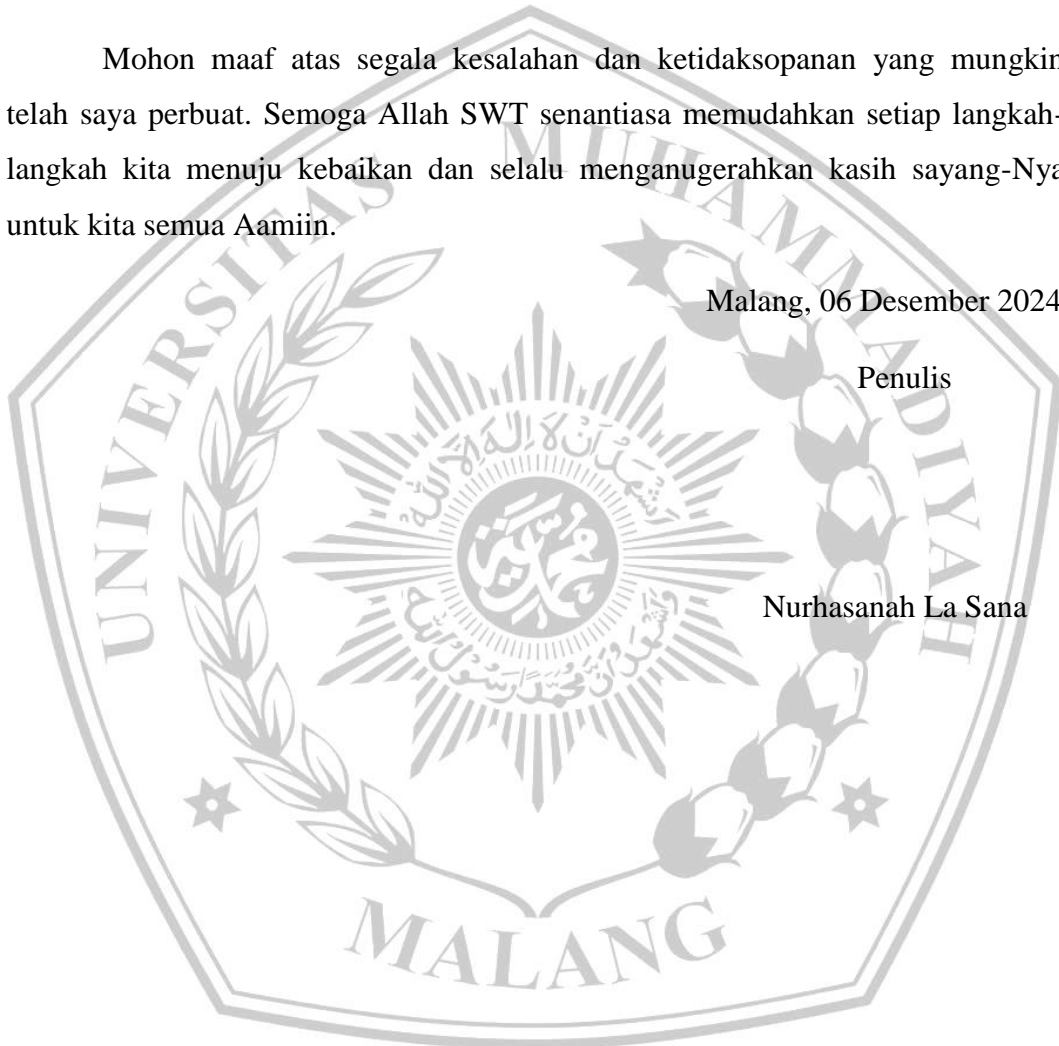 Mohon maaf atas segala kesalahan dan ketidaksopanan yang mungkin
telah saya perbuat. Semoga Allah SWT senantiasa memudahkan setiap langkah-
langkah kita menuju kebaikan dan selalu menganugerahkan kasih sayang-Nya
untuk kita semua Aamiin.
Malang, 06 Desember 2024
Penulis
Nurhasanah La Sana
UNIVERSITAS MUHAMMADIYAH
MALANG